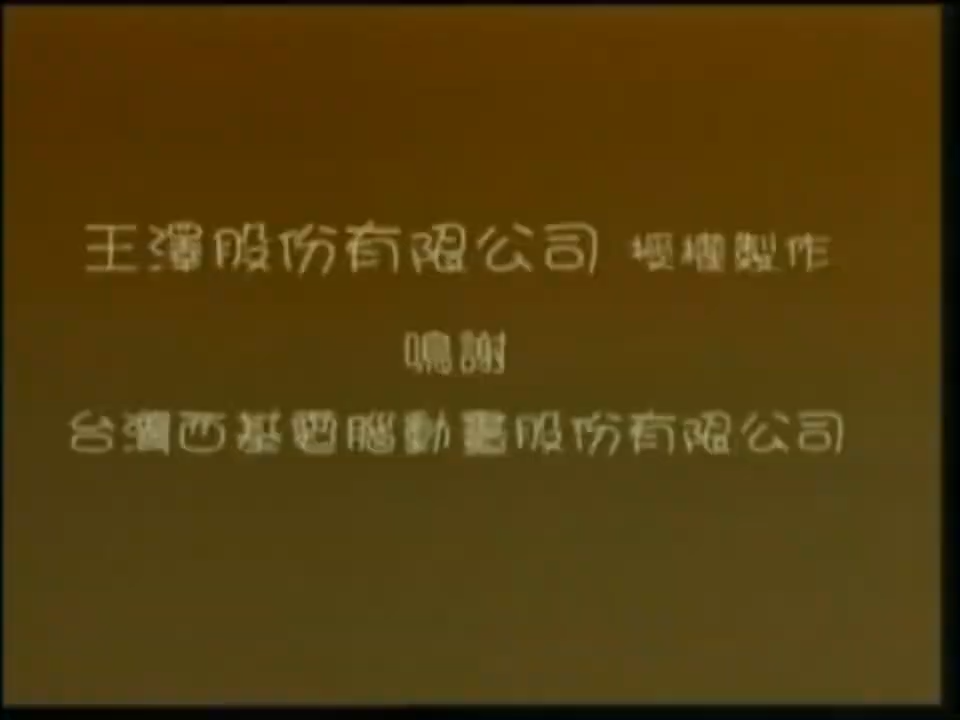 王澤股份有限公司 授權製作
鳴謝
台灣西基電腦動畫股份有限公司